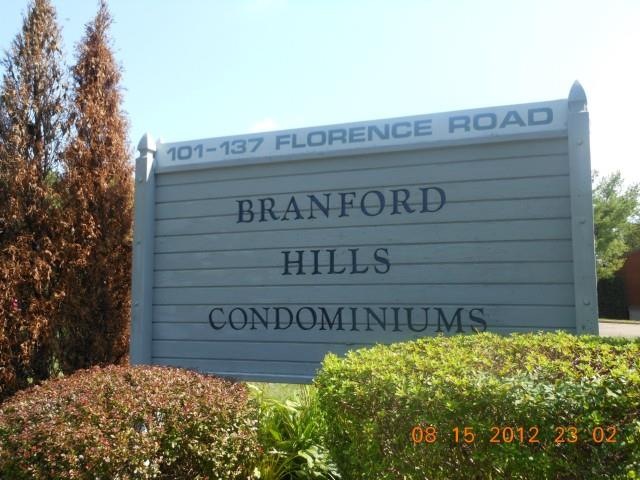 101-137 FLORENCE ROAD
BRANFORD
HILLS
CONDOMINIUMS
08 15 2012 23 02